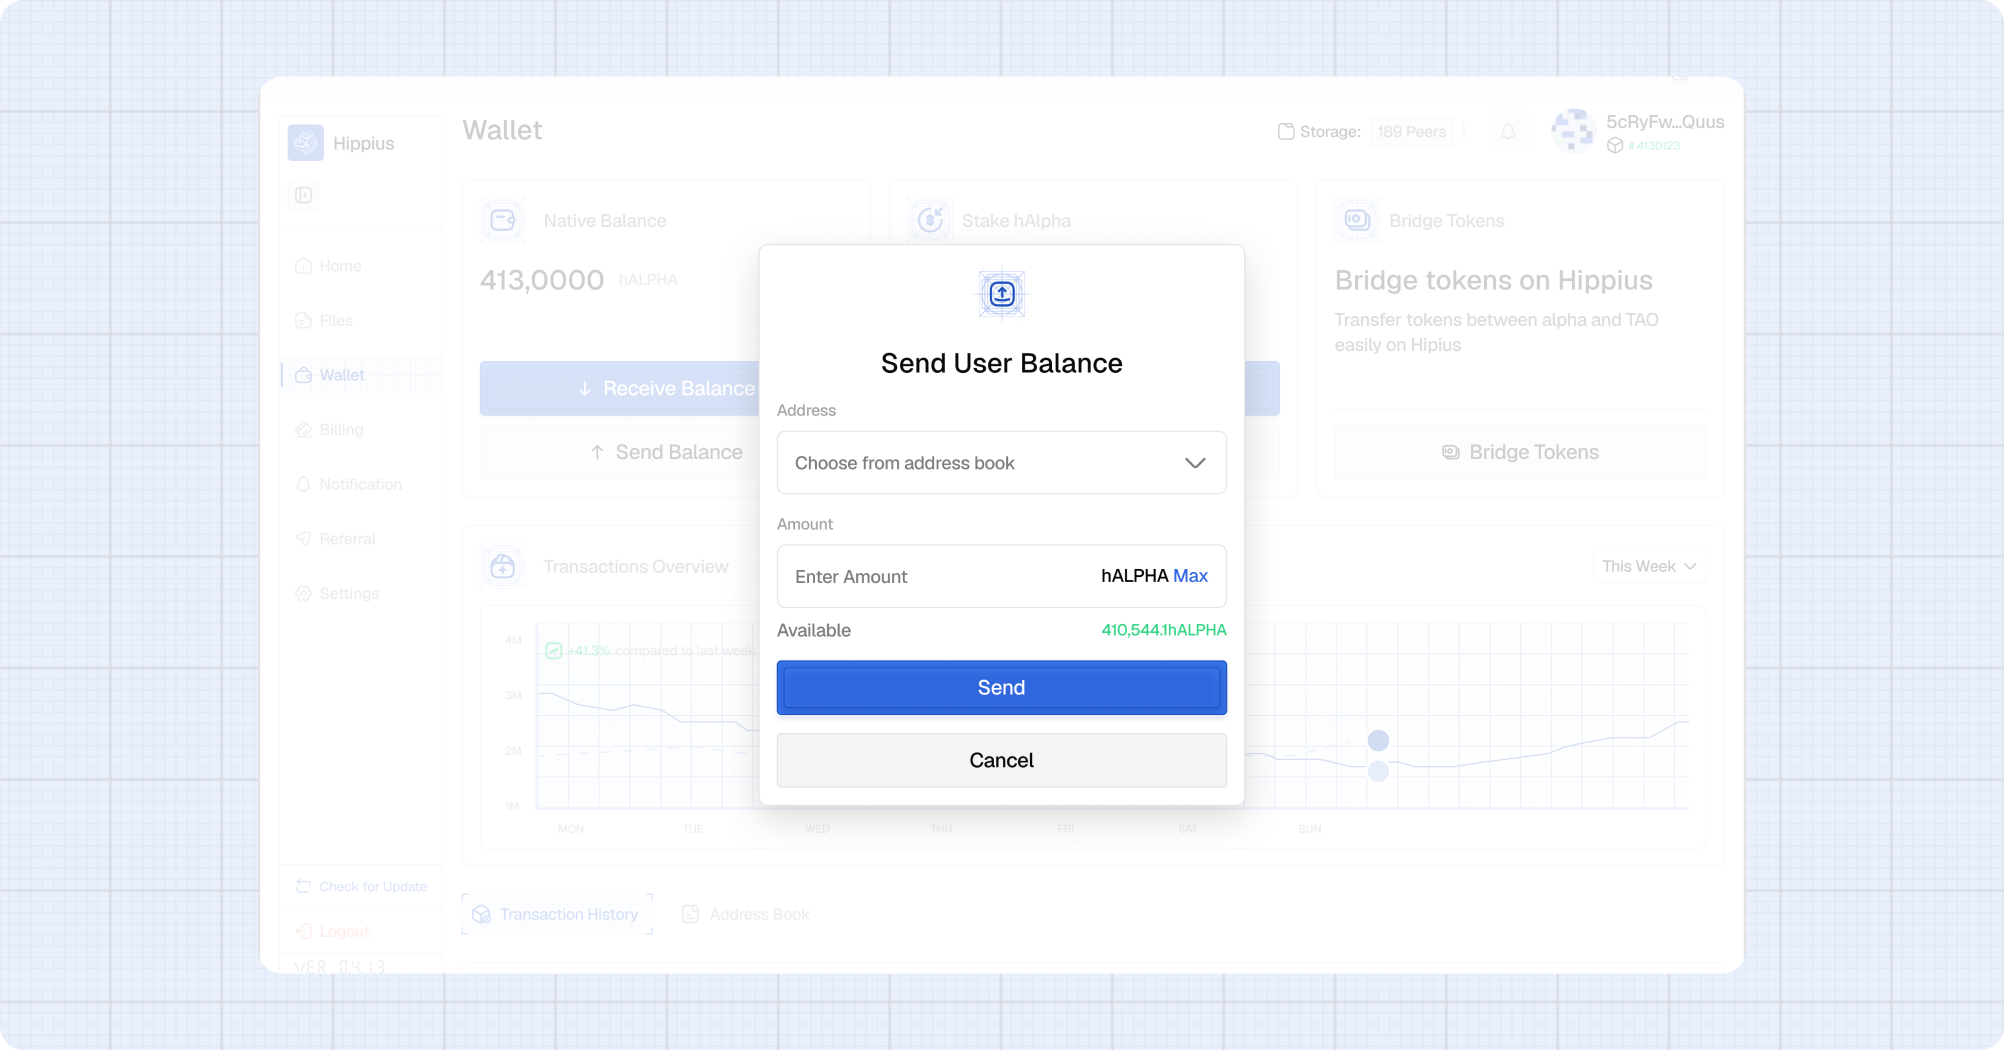 Hippius
Home
Files
Wallet
Billing
Notification
Referral
Settings
Check for Update
Logout
VER 0.4.1.3
Wallet
Storage: 189 Peers
5cRyFw...Quus
# 4130123
Native Balance
413,0000 hALPHA
Receive Balance
Send Balance
Stake hAlpha
Bridge Tokens
Bridge tokens on Hippius
Transfer tokens between alpha and TAO
easily on Hipius
Bridge Tokens
Send User Balance
Address
Choose from address book
Amount
Enter Amount hALPHA Max
Available 410,544.1hALPHA
Send
Cancel
Transactions Overview
This Week
+41.3% compared to last week
4M
3M
2M
1M
MON TUE WED THU FRI SAT SUN
Transaction History
Address Book